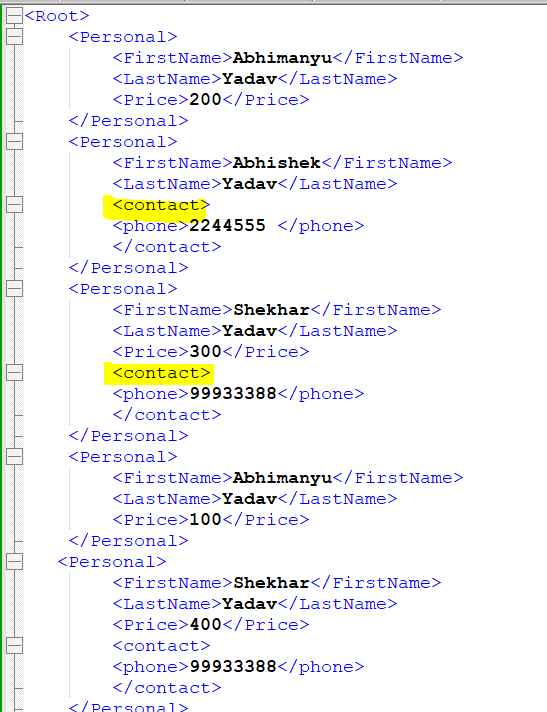 <Root>
<Personal>
<FirstName>Abhimanyu</FirstName>
<LastName>Yadav</LastName>
<Price>200</Price>
</Personal>
<Personal>
<FirstName>Abhishek</FirstName>
<LastName>Yadav</LastName>
<contact>
<phone>2244555 </phone>
</contact>
</Personal>
<Personal>
<FirstName>Shekhar</FirstName>
<LastName>Yadav</LastName>
<Price>300</Price>
<contact>
<phone>99933388</phone>
</contact>
</Personal>
<Personal>
<FirstName>Abhimanyu</FirstName>
<LastName>Yadav</LastName>
<Price>100</Price>
</Personal>
<Personal>
<FirstName>Shekhar</FirstName>
<LastName>Yadav</LastName>
<Price>400</Price>
<contact>
<phone>99933388</phone>
</contact>
</Personal>